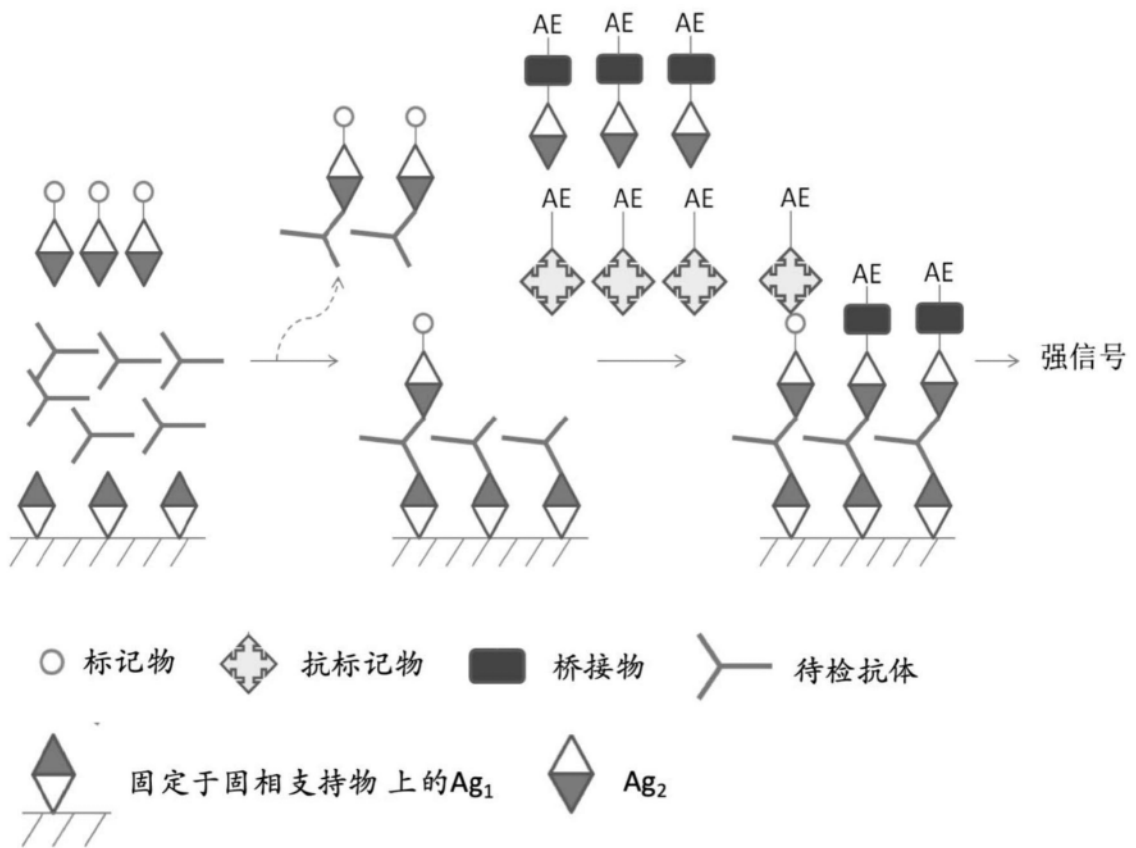 AE AE AE
AE AE AE AE
AE AE
强信号
标记物 抗标记物 桥接物 待检抗体
固定于固相支持物 上的Ag₁ Ag₂